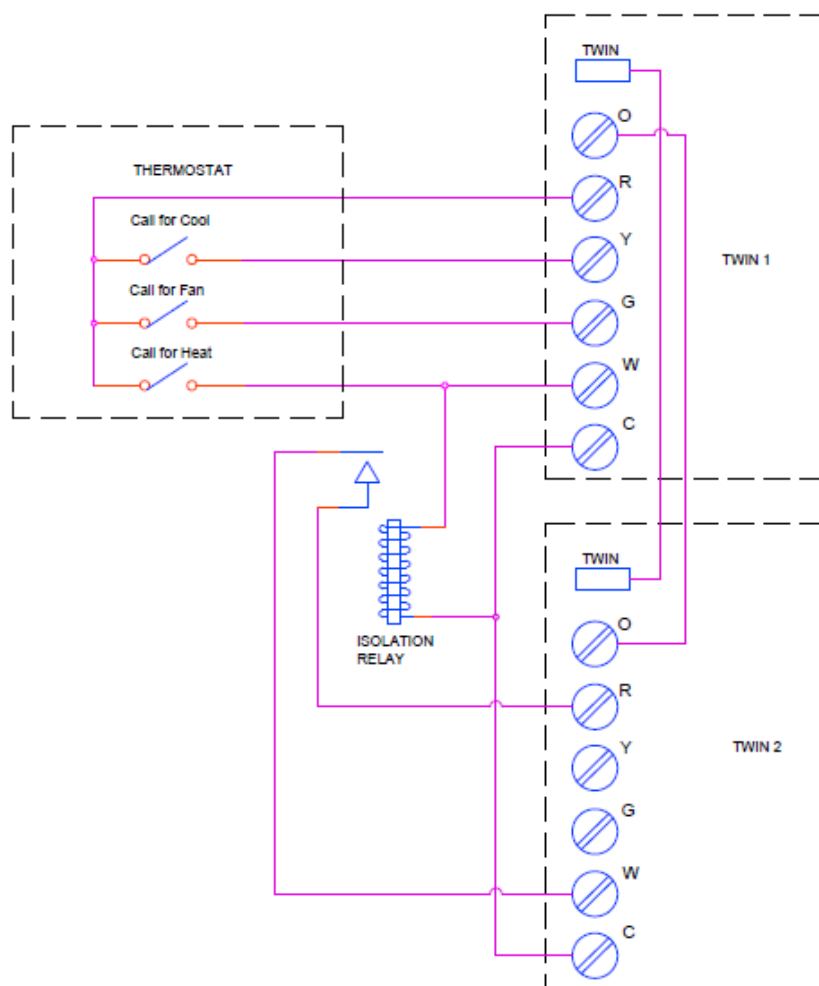 TWIN
O
THERMOSTAT
R
Call for Cool
Y
TWIN 1
Call for Fan
G
Call for Heat
W
C
TWIN
O
ISOLATION
RELAY
R
Y
TWIN 2
G
W
C